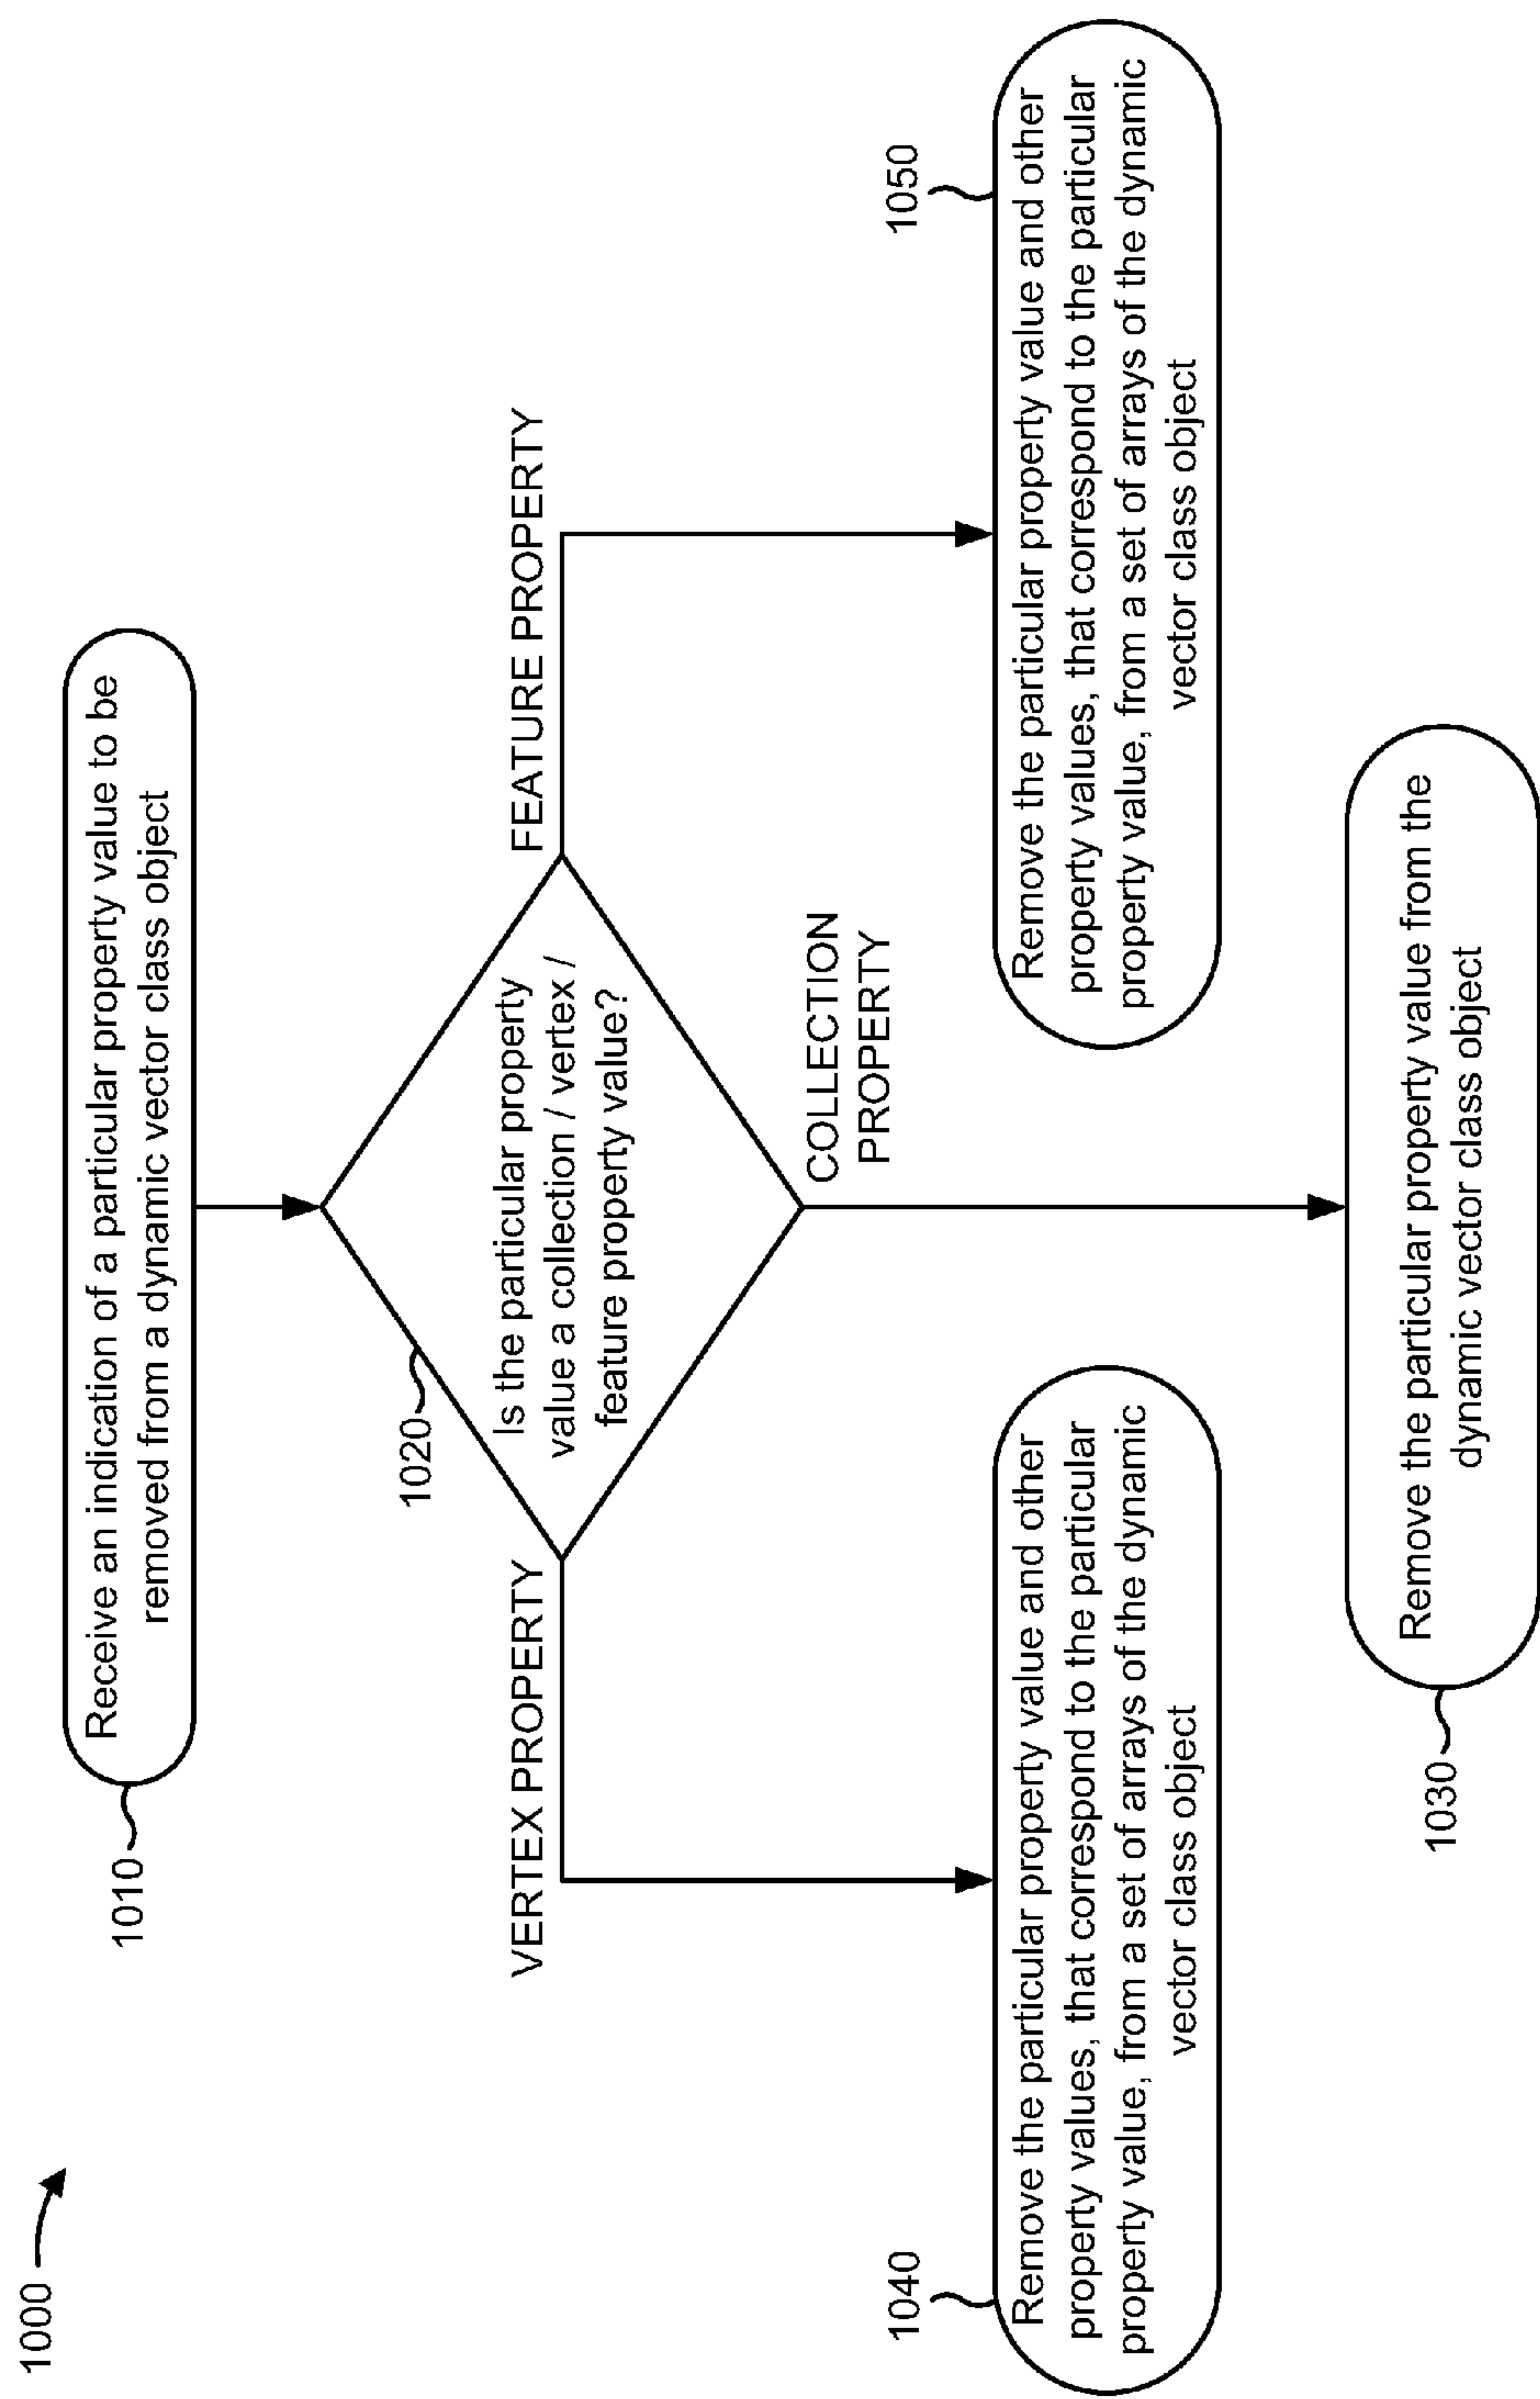 1000
1010
Receive an indication of a particular property value to be
removed from a dynamic vector class object
1020
Is the particular property
value a collection / vertex /
feature property value?
VERTEX PROPERTY
FEATURE PROPERTY
COLLECTION
PROPERTY
1040
Remove the particular property value and other
property values, that correspond to the particular
property value, from a set of arrays of the dynamic
vector class object
1050
Remove the particular property value and other
property values, that correspond to the particular
property value, from a set of arrays of the dynamic
vector class object
1030
Remove the particular property value from the
dynamic vector class object